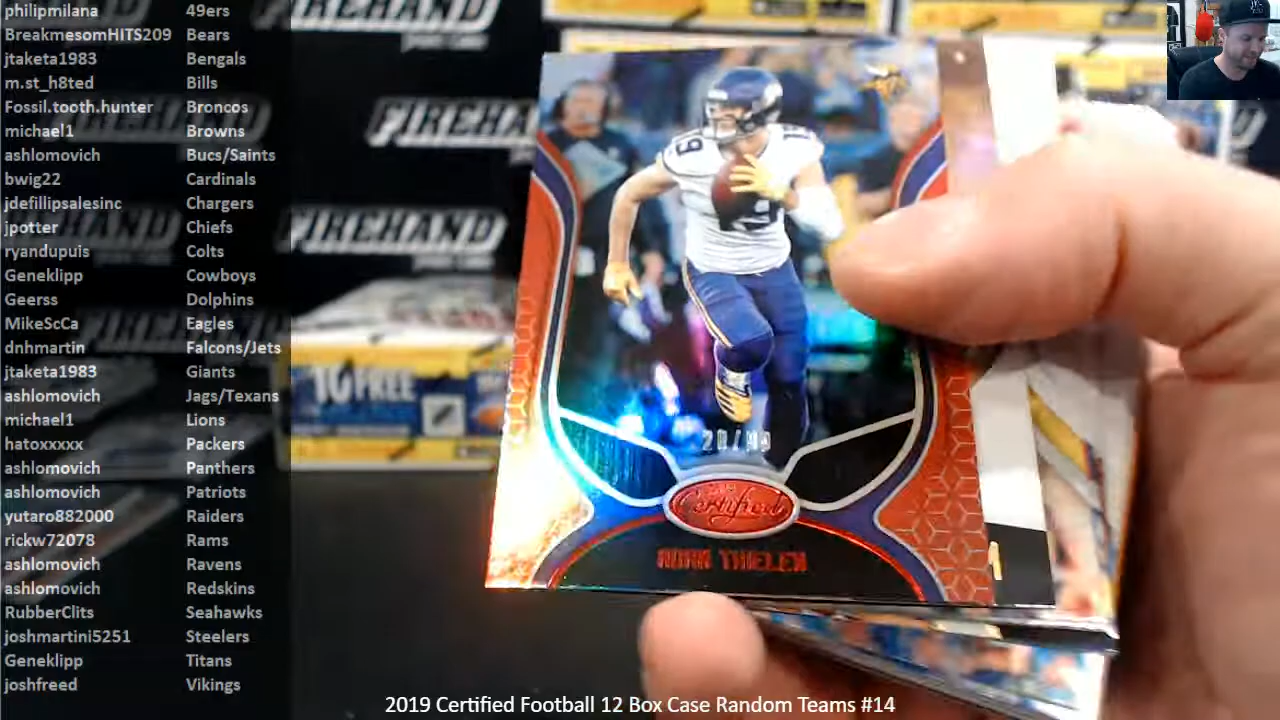 philipmilana 49ers
BreakmesomHITS209 Bears
jtaketa1983 Bengals
m.st_h8ted Bills
Fossil.tooth.hunter Broncos
michael1 Browns
ashlomovich Bucs/Saints
bwig22 Cardinals
jdefillipsalesinc Chargers
jpotter Chiefs
ryandupuis Colts
Geneklipp Cowboys
Geerss Dolphins
MikeScCa Eagles
dnhmartin Falcons/Jets
jtaketa1983 Giants
ashlomovich Jags/Texans
michael1 Lions
hatoxxxxx Packers
ashlomovich Panthers
ashlomovich Patriots
yutaro882000 Raiders
rickw72078 Rams
ashlomovich Ravens
ashlomovich Redskins
RubberClits Seahawks
joshmartini5251 Steelers
Geneklipp Titans
joshfreed Vikings
FIREHAND
FIREHAND
10 FREE
19
Certified
ADAM THIELEN
2019 Certified Football 12 Box Case Random Teams #14